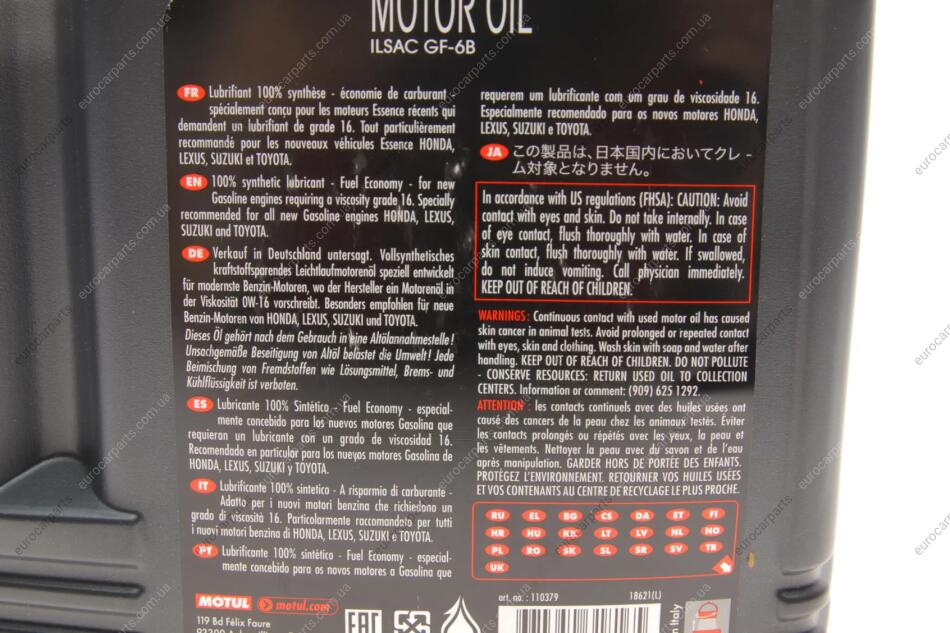 MOTOR OIL
ILSAC GF-6B
FR Lubrifiant 100% synthèse - économie de carburant -
spécialement conçu pour les moteurs Essence récents qui
demandent un lubrifiant de grade 16. Tout particulièrement
recommandé pour les nouveaux véhicules Essence HONDA,
LEXUS, SUZUKI et TOYOTA.
EN 100% synthetic lubricant - Fuel Economy - for new
Gasoline engines requiring a viscosity grade 16. Specially
recommended for all new Gasoline engines HONDA, LEXUS,
SUZUKI and TOYOTA.
DE Verkauf in Deutschland untersagt. Vollsynthetisches
kraftstoffsparendes Leichtlaufmotorenöl speziell entwickelt
für modernste Benzin-Motoren, wo der Hersteller ein Motorenöl in
der Viskosität 0W-16 vorschreibt. Besonders empfohlen für neue
Benzin-Motoren von HONDA, LEXUS, SUZUKI und TOYOTA.
Dieses Öl gehört nach dem Gebrauch in eine Altölannahmestelle!
Unsachgemäße Beseitigung von Altöl belastet die Umwelt! Jede
Beimischung von Fremdstoffen wie Lösungsmittel, Brems- und
Kühlflüssigkeit ist verboten.
ES Lubricante 100% Sintético - Fuel Economy - especial-
mente concebido para los nuevos motores Gasolina que
requieran un lubricante con un grado de viscosidad 16.
Recomendado en particular para los nuevos motores Gasolina de
HONDA, LEXUS, SUZUKI y TOYOTA.
IT Lubrificante 100% sintetico - A risparmio di carburante -
Adatto per i nuovi motori benzina che richiedono un
grado di viscosità 16. Particolarmente raccomandato per tutti
i nuovi motori benzina di HONDA, LEXUS, SUZUKI e TOYOTA.
PT Lubrificante 100% sintético - Fuel Economy - especial-
mente concebido para os novos motores a Gasolina que
requerem um lubrificante com um grau de viscosidade 16.
Especialmente recomendado para os novos motores HONDA,
LEXUS, SUZUKI e TOYOTA.
JA この製品は、日本国内においてクレー
ム対象となりません。
In accordance with US regulations (FHSA): CAUTION: Avoid
contact with eyes and skin. Do not take internally. In case
of eye contact, flush thoroughly with water. In case of
skin contact, flush thoroughly with water. If swallowed,
do not induce vomiting. Call physician immediately.
KEEP OUT OF REACH OF CHILDREN.
WARNINGS: Continuous contact with used motor oil has caused
skin cancer in animal tests. Avoid prolonged or repeated contact
with eyes, skin and clothing. Wash skin with soap and water after
handling. KEEP OUT OF REACH OF CHILDREN. DO NOT POLLUTE
- CONSERVE RESOURCES: RETURN USED OIL TO COLLECTION
CENTERS. Information or comment: (909) 625 1292.
ATTENTION : les contacts continuels avec des huiles usées ont
causé des cancers de la peau chez les animaux testés. Éviter
les contacts prolongés ou répétés avec les yeux, la peau et
les vêtements. Nettoyer la peau avec du savon et de l'eau
après manipulation. GARDER HORS DE PORTÉE DES ENFANTS.
PROTÉGEZ L'ENVIRONNEMENT. RETOURNER VOS HUILES USÉES
ET VOS CONTENANTS AU CENTRE DE RECYCLAGE LE PLUS PROCHE.
RU EL BG CS DA ET FI
HR HU KK LT LV NL NO
PL RO SK SL SR SV TR
UK
MOTUL motul.com
119 Bd Félix Faure
EAC
art. no. : 110379 18621(L)
in Italy
eurocarparts.com.ua